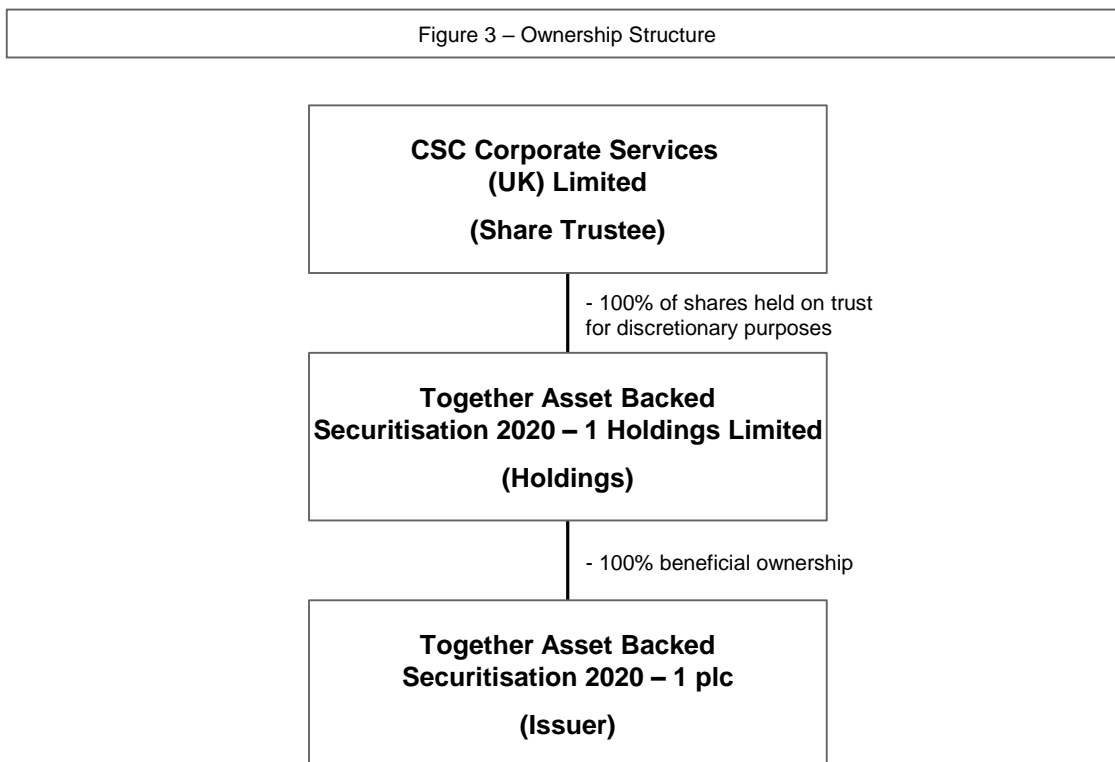 Figure 3 – Ownership Structure
CSC Corporate Services
(UK) Limited
(Share Trustee)
- 100% of shares held on trust
for discretionary purposes
Together Asset Backed
Securitisation 2020 – 1 Holdings Limited
(Holdings)
- 100% beneficial ownership
Together Asset Backed
Securitisation 2020 – 1 plc
(Issuer)